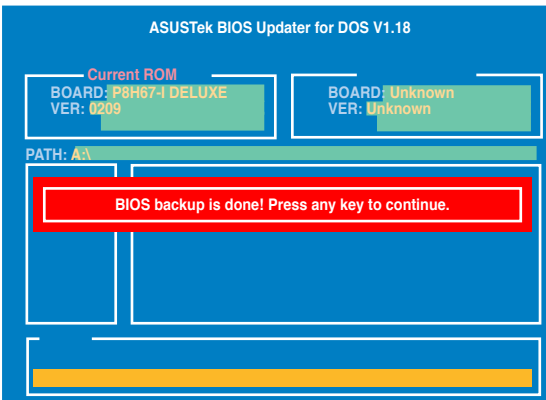 ASUSTek BIOS Updater for DOS V1.18
Current ROM
BOARD: P8H67-I DELUXE
VER: 0209
BOARD: Unknown
VER: Unknown
PATH: A:\
BIOS backup is done! Press any key to continue.